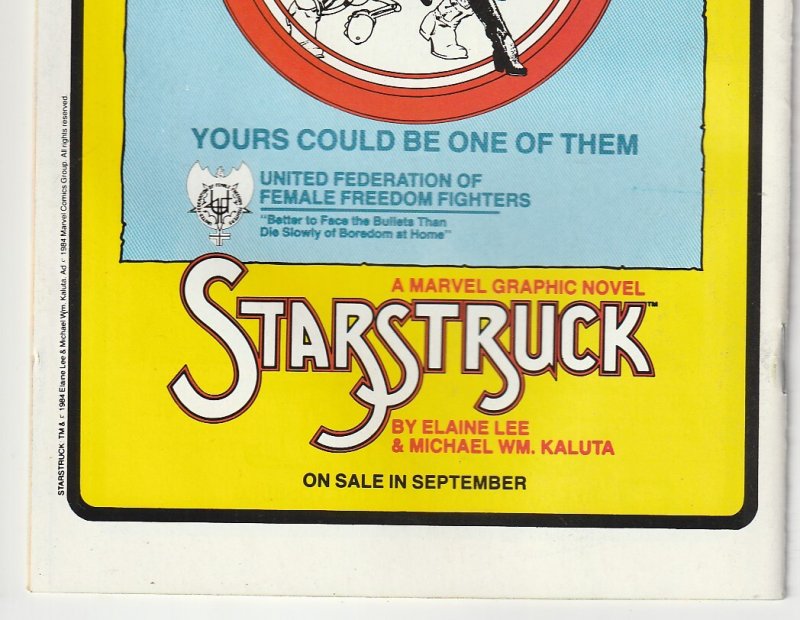 YOURS COULD BE ONE OF THEM
UNITED FEDERATION OF
FEMALE FREEDOM FIGHTERS
"Better to Face the Bullets Than
Die Slowly of Boredom at Home"
A MARVEL GRAPHIC NOVEL
STARSTRUCK™
BY ELAINE LEE
& MICHAEL WM. KALUTA
ON SALE IN SEPTEMBER
STARSTRUCK TM & c 1984 Elaine Lee & Michael Wm. Kaluta. Ad c 1984 Marvel Comics Group. All rights reserved.